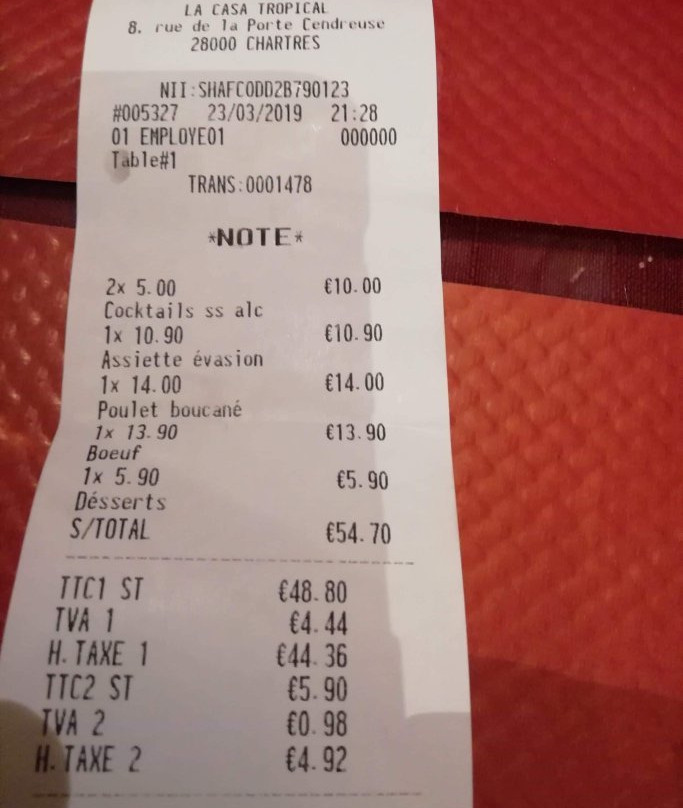 LA CASA TROPICAL
8. rue de la Porte Cendreuse
28000 CHARTRES
NII:SHAFCODD2B790123
#005327 23/03/2019 21:28
01 EMPLOYE01 000000
Table#1
TRANS:0001478
*NOTE*
2x 5.00 €10.00
Cocktails ss alc
1x 10.90 €10.90
Assiette évasion
1x 14.00 €14.00
Poulet boucané
1x 13.90 €13.90
Boeuf
1x 5.90 €5.90
Désserts
S/TOTAL €54.70
TTC1 ST €48.80
TVA 1 €4.44
H.TAXE 1 €44.36
TTC2 ST €5.90
TVA 2 €0.98
H.TAXE 2 €4.92